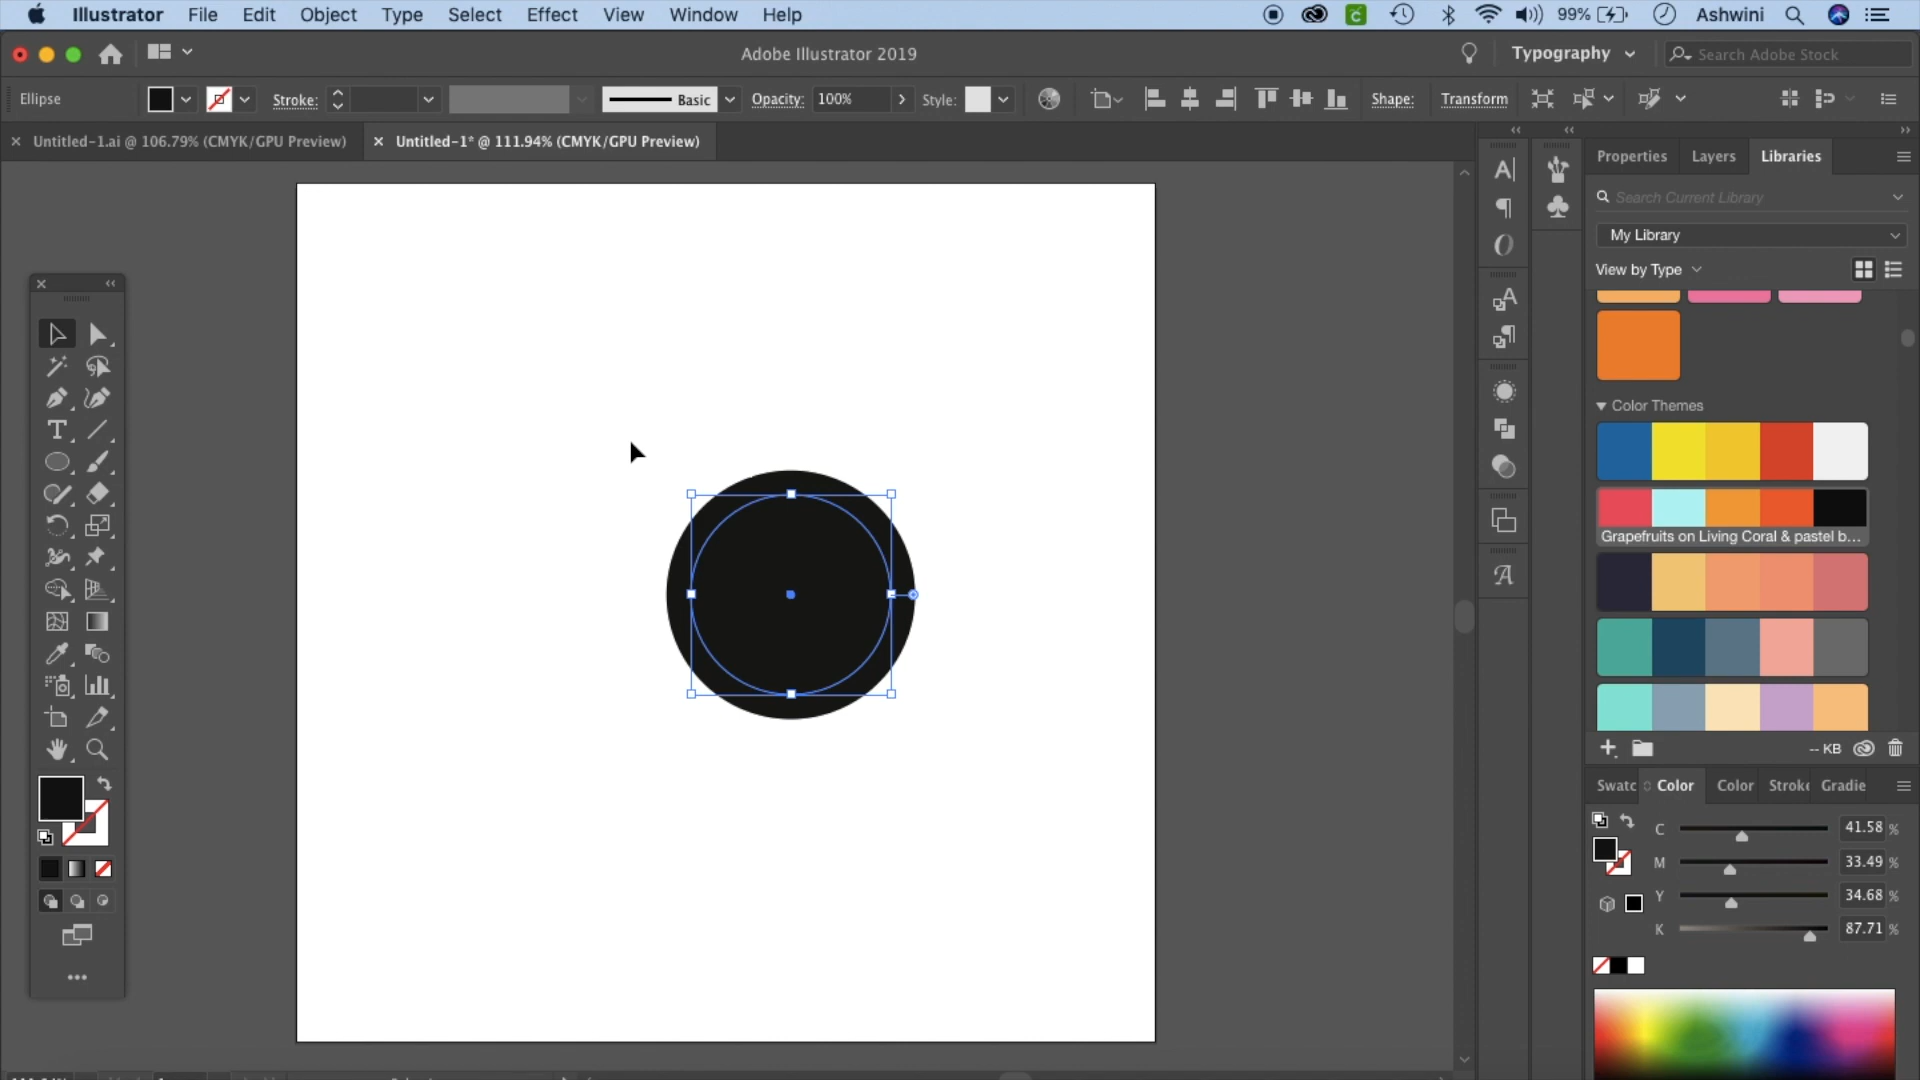 Illustrator File Edit Object Type Select Effect View Window Help 99% Ashwini
Adobe Illustrator 2019 Typography Search Adobe Stock
Ellipse Stroke: Basic Opacity: 100% Style: Shape: Transform
Untitled-1.ai @ 106.79% (CMYK/GPU Preview) Untitled-1* @ 111.94% (CMYK/GPU Preview)
Properties Layers Libraries
Search Current Library
My Library
View by Type
Color Themes
Grapefruits on Living Coral & pastel b...
-- KB
Swatc Color Color Stroke Gradie
C 41.58 %
M 33.49 %
Y 34.68 %
K 87.71 %